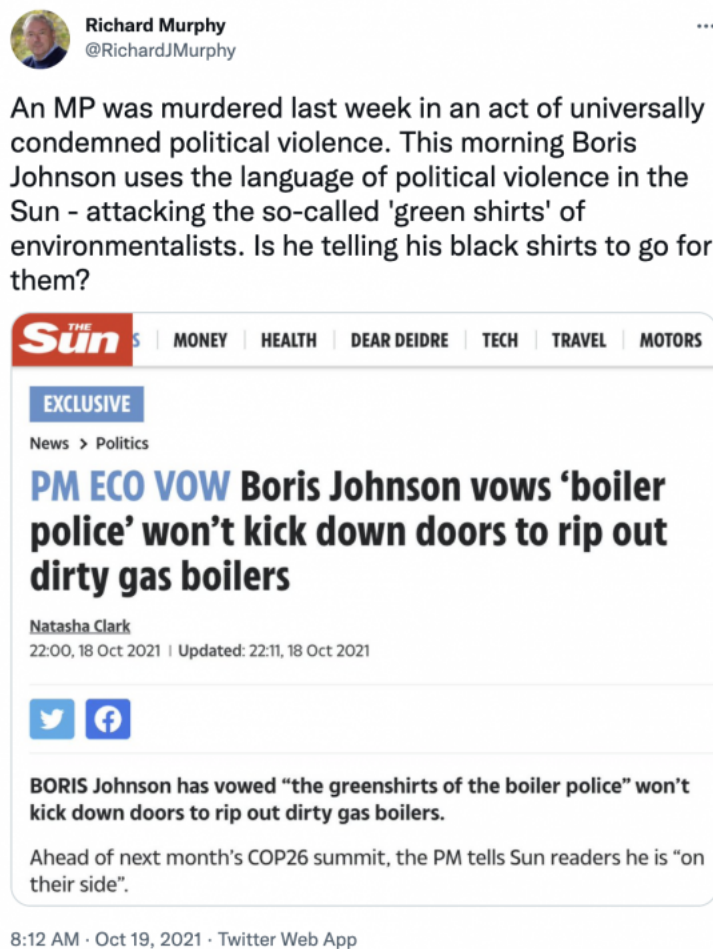 Richard Murphy
@RichardJMurphy
An MP was murdered last week in an act of universally
condemned political violence. This morning Boris
Johnson uses the language of political violence in the
Sun - attacking the so-called 'green shirts' of
environmentalists. Is he telling his black shirts to go for
them?
THE Sun S | MONEY | HEALTH | DEAR DEIDRE | TECH | TRAVEL | MOTORS
EXCLUSIVE
News > Politics
PM ECO VOW Boris Johnson vows ‘boiler
police’ won’t kick down doors to rip out
dirty gas boilers
Natasha Clark
22:00, 18 Oct 2021 | Updated: 22:11, 18 Oct 2021
BORIS Johnson has vowed “the greenshirts of the boiler police” won’t
kick down doors to rip out dirty gas boilers.
Ahead of next month’s COP26 summit, the PM tells Sun readers he is “on
their side”.
8:12 AM · Oct 19, 2021 · Twitter Web App